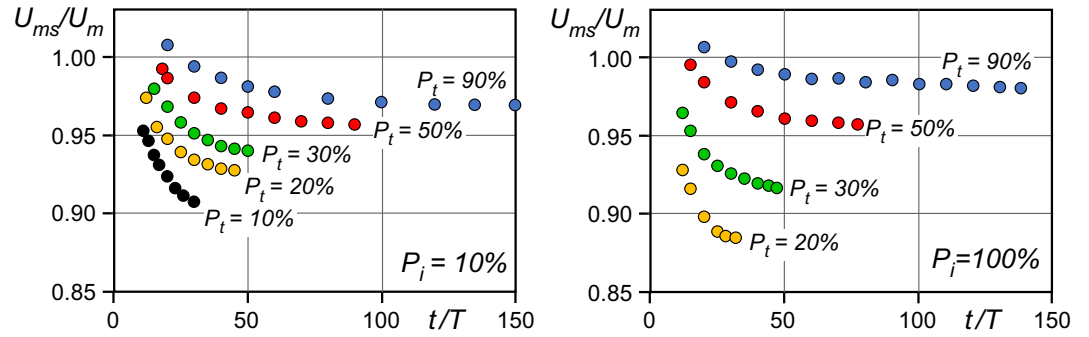 U_ms/U_m
1.00
0.95
0.90
0.85
0
50
100
t/T
150
P_t = 90%
P_t = 50%
P_t = 30%
P_t = 20%
P_t = 10%
P_i = 10%
U_ms/U_m
1.00
0.95
0.90
0.85
0
50
100
t/T
150
P_t = 90%
P_t = 50%
P_t = 30%
P_t = 20%
P_i=100%